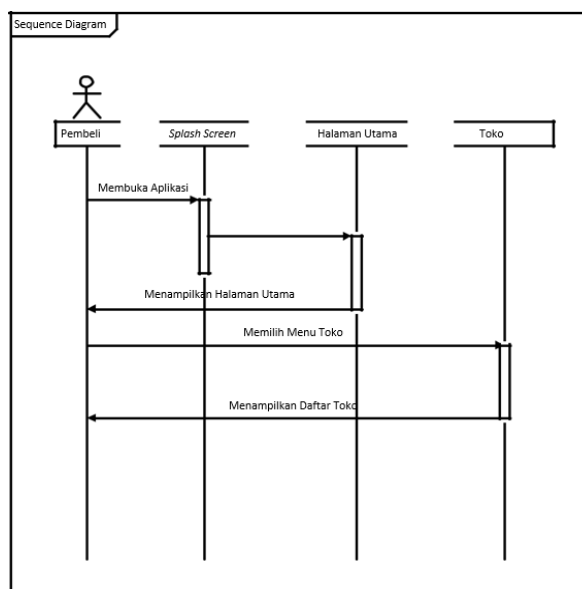 Sequence Diagram
Pembeli
Splash Screen
Halaman Utama
Toko
Membuka Aplikasi
Menampilkan Halaman Utama
Memilih Menu Toko
Menampilkan Daftar Toko